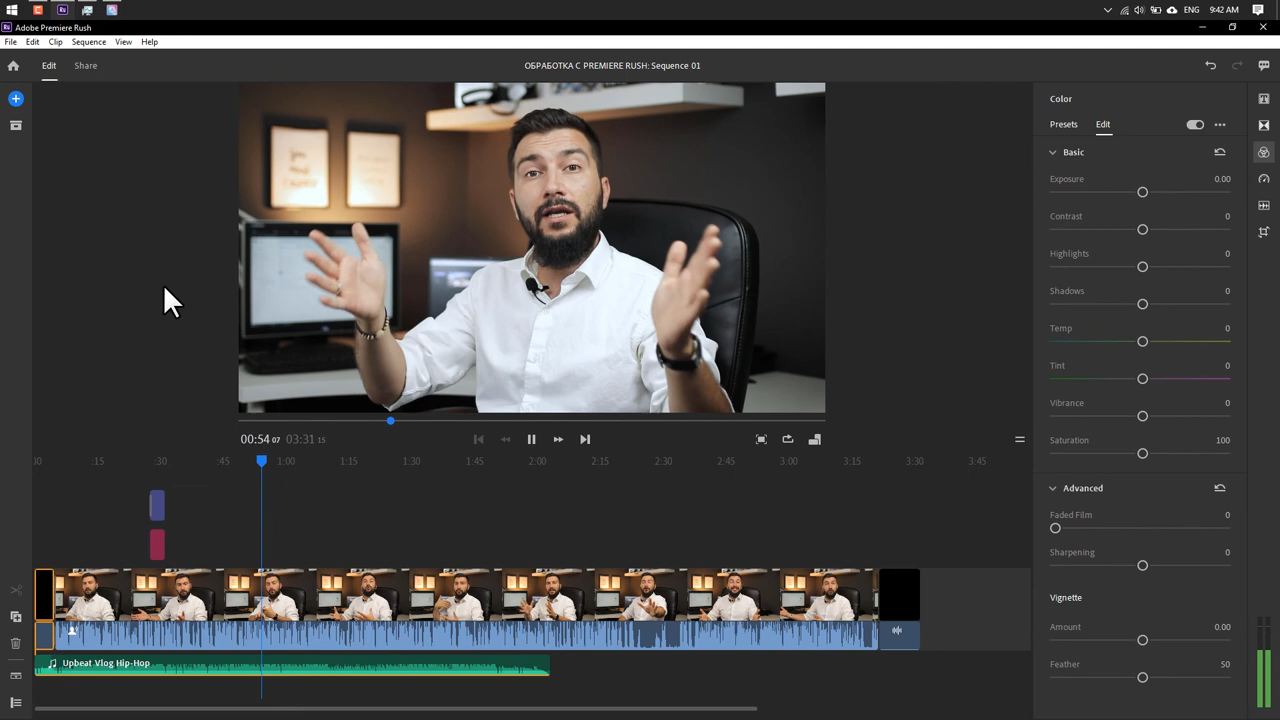 ENG
9:42 AM
Adobe Premiere Rush
File Edit Clip Sequence View Help
Edit Share
ОБРАБОТКА С PREMIERE RUSH: Sequence 01
Color
Presets Edit
Basic
Exposure 0.00
Contrast 0
Highlights 0
Shadows 0
Temp 0
Tint 0
Vibrance 0
Saturation 100
Advanced
Faded Film 0
Sharpening 0
Vignette
Amount 0.00
Feather 50
00:54 07 03:31 15
:00 :15 :30 :45 1:00 1:15 1:30 1:45 2:00 2:15 2:30 2:45 3:00 3:15 3:30 3:45
Upbeat Vlog Hip-Hop